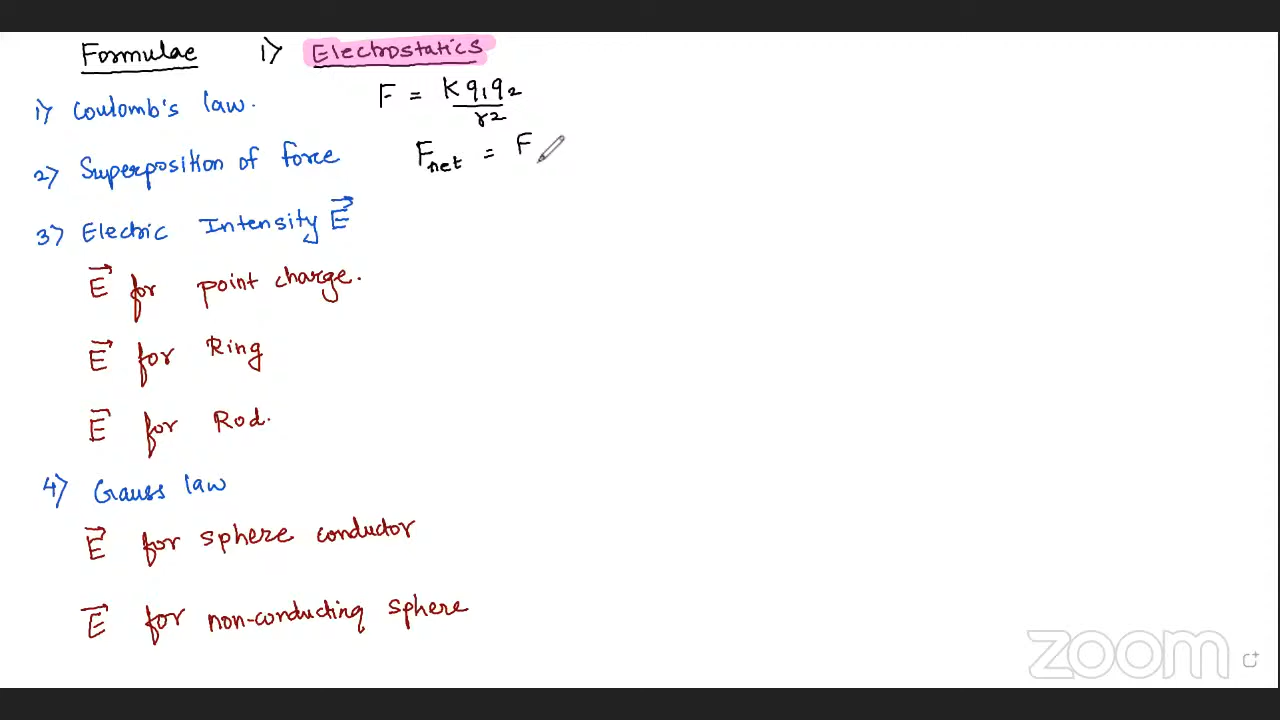 Formulae 1) Electrostatics
1) Coulomb's law. F = K q1q2 / r2
2) Superposition of force Fnet = F
3) Electric Intensity E⃗
E⃗ for point charge.
E⃗ for Ring
E⃗ for Rod.
4) Gauss law
E⃗ for sphere conductor
E⃗ for non-conducting sphere
zoom